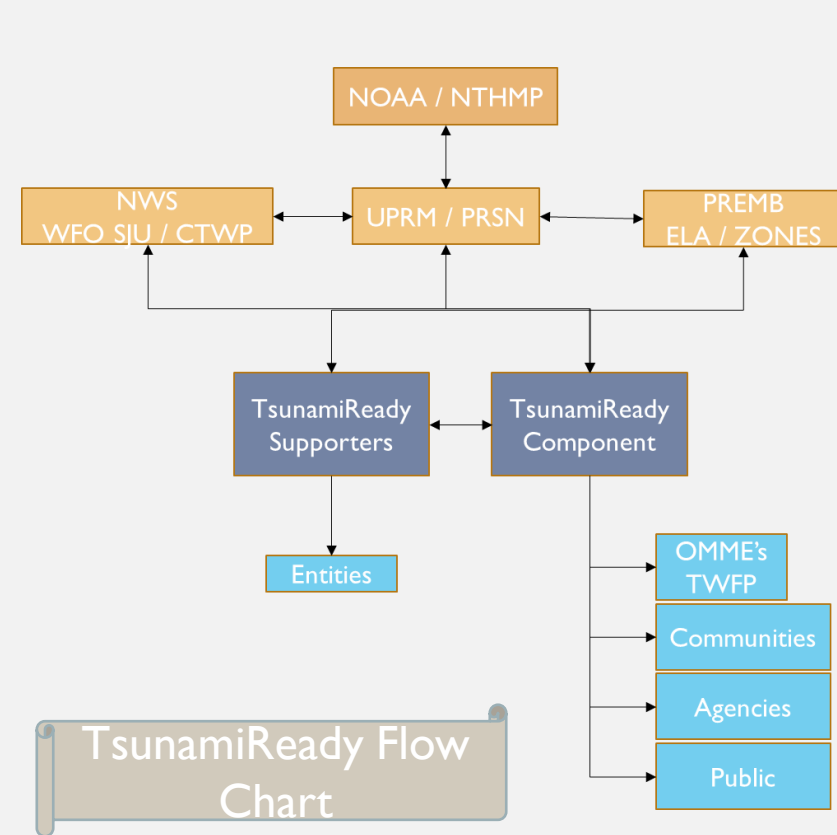 NOAA / NTHMP
NWS
WFO SJU / CTWP
UPRM / PRSN
PREMB
ELA / ZONES
TsunamiReady
Supporters
TsunamiReady
Component
Entities
OMME's
TWFP
Communities
Agencies
Public
TsunamiReady Flow
Chart